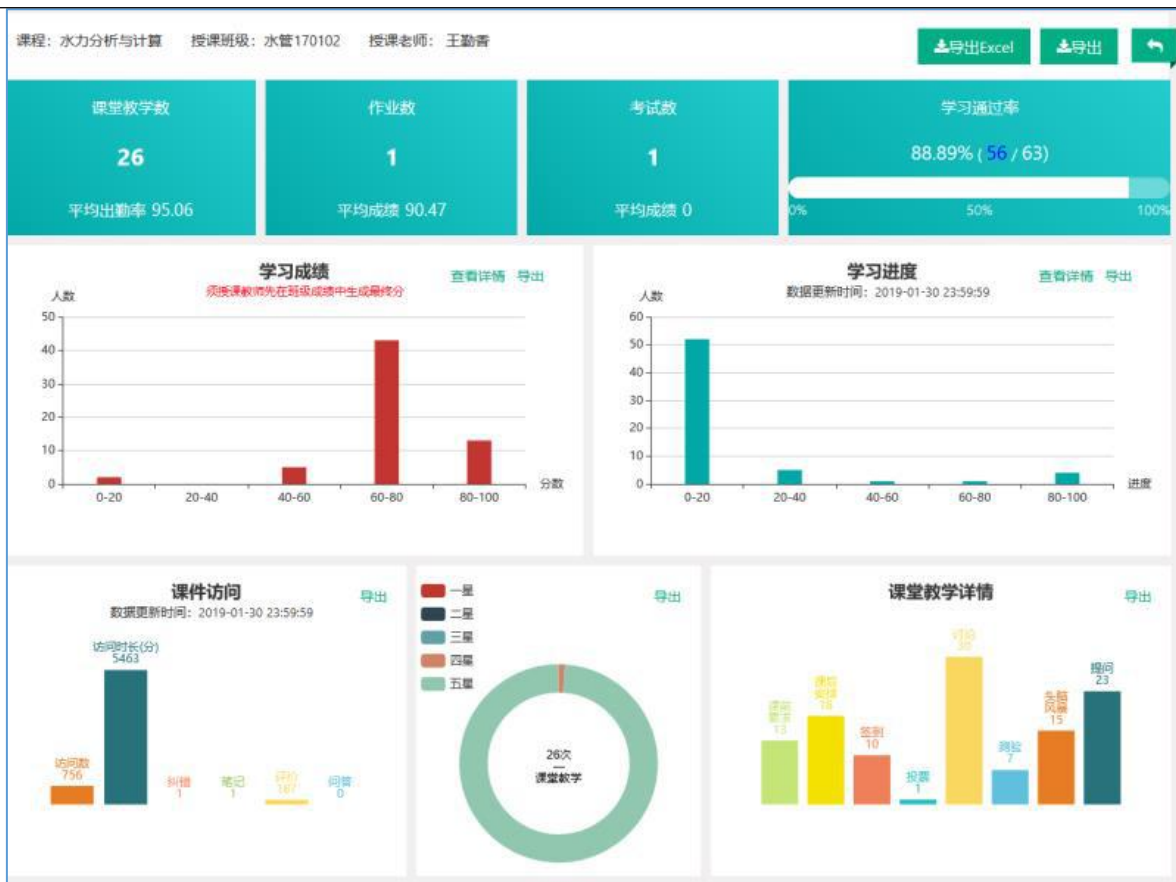 课程：水力分析与计算 授课班级：水管170102 授课老师： 王勤香
导出Excel 导出
课堂教学数 作业数 考试数 学习通过率
26 1 1 88.89% ( 56 / 63)
平均出勤率 95.06 平均成绩 90.47 平均成绩 0
0% 50% 100%
学习成绩 查看详情 导出
须授课教师先在班级成绩中生成最终分
人数
50
40
30
20
10
0
0-20 20-40 40-60 60-80 80-100 分数
学习进度 查看详情 导出
数据更新时间：2019-01-30 23:59:59
人数
60
50
40
30
20
10
0
0-20 20-40 40-60 60-80 80-100 进度
课件访问 导出
数据更新时间：2019-01-30 23:59:59
访问时长(分)
5463
访问数
756
纠错
1
笔记
1
评价
167
问答
0
一星
二星
三星
四星
五星
导出
26次
课堂教学
课堂教学详情 导出
课前
要求
13
课后
安排
18
签到
10
投票
1
讨论
30
测验
7
头脑
风暴
15
提问
23